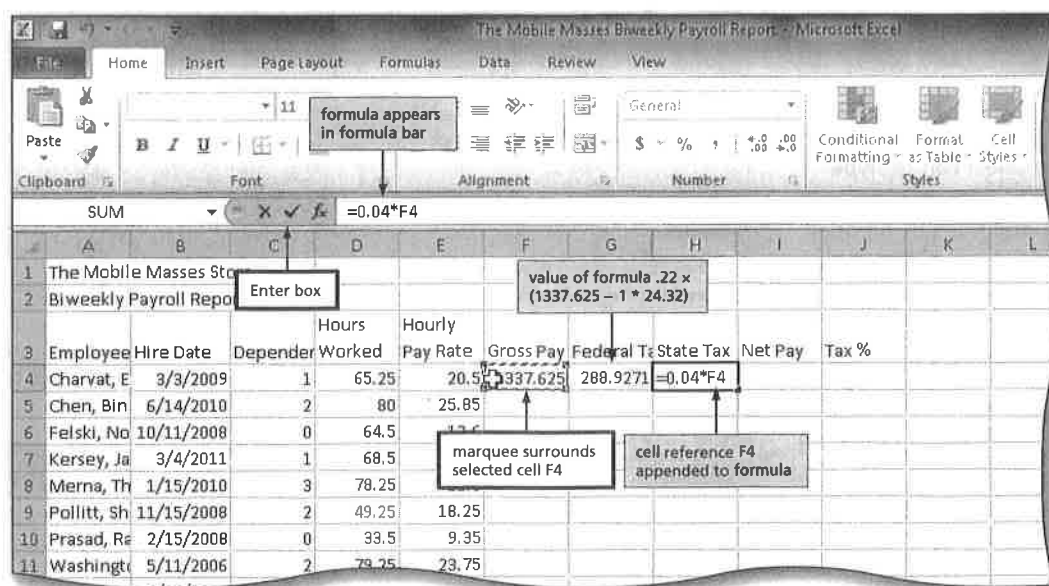 The Mobile Masses Biweekly Payroll Report - Microsoft Excel
File Home Insert Page Layout Formulas Data Review View
11
General
Paste
B I U
$ % ,
Conditional Formatting
Format as Table
Cell Styles
Clipboard Font Alignment Number Styles
formula appears
in formula bar
SUM fx =0.04*F4
A B C D E F G H I J K L
Enter box
value of formula .22 ×
(1337.625 – 1 * 24.32)
1 The Mobile Masses Sto
2 Biweekly Payroll Repo
Hours Hourly
3 Employee Hire Date Depender Worked Pay Rate Gross Pay Federal Ta State Tax Net Pay Tax %
4 Charvat, E 3/3/2009 1 65.25 20.5 1337.625 288.9271 =0.04*F4
5 Chen, Bin 6/14/2010 2 80 25.85
6 Felski, No 10/11/2008 0 64.5
7 Kersey, Ja 3/4/2011 1 68.5
8 Merna, Th 1/15/2010 3 78.25
9 Pollitt, Sh 11/15/2008 2 49.25 18.25
10 Prasad, Ra 2/15/2008 0 33.5 9.35
11 Washingt 5/11/2006 2 79.25 23.75
marquee surrounds
selected cell F4
cell reference F4
appended to formula